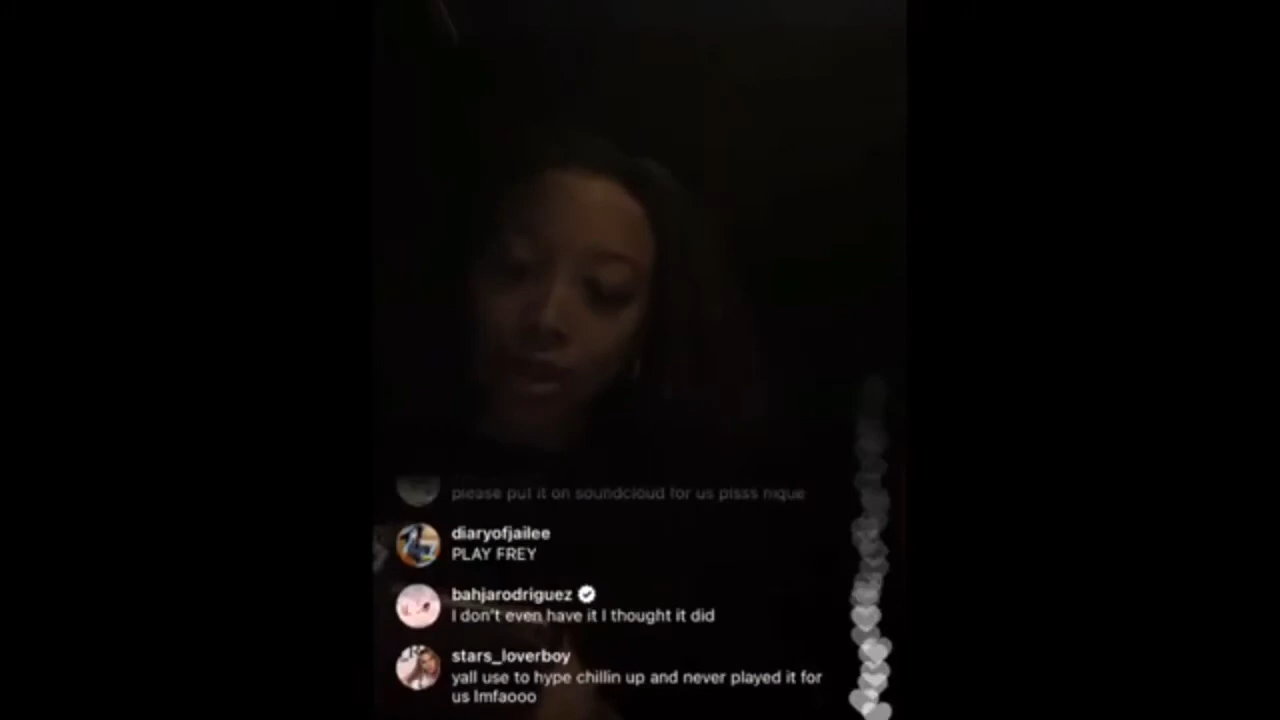 please put it on soundcloud for us plsss nique
diaryofjailee
PLAY FREY
bahjarodriguez
I don't even have it I thought it did
stars_loverboy
yall use to hype chillin up and never played it for
us lmfaooo